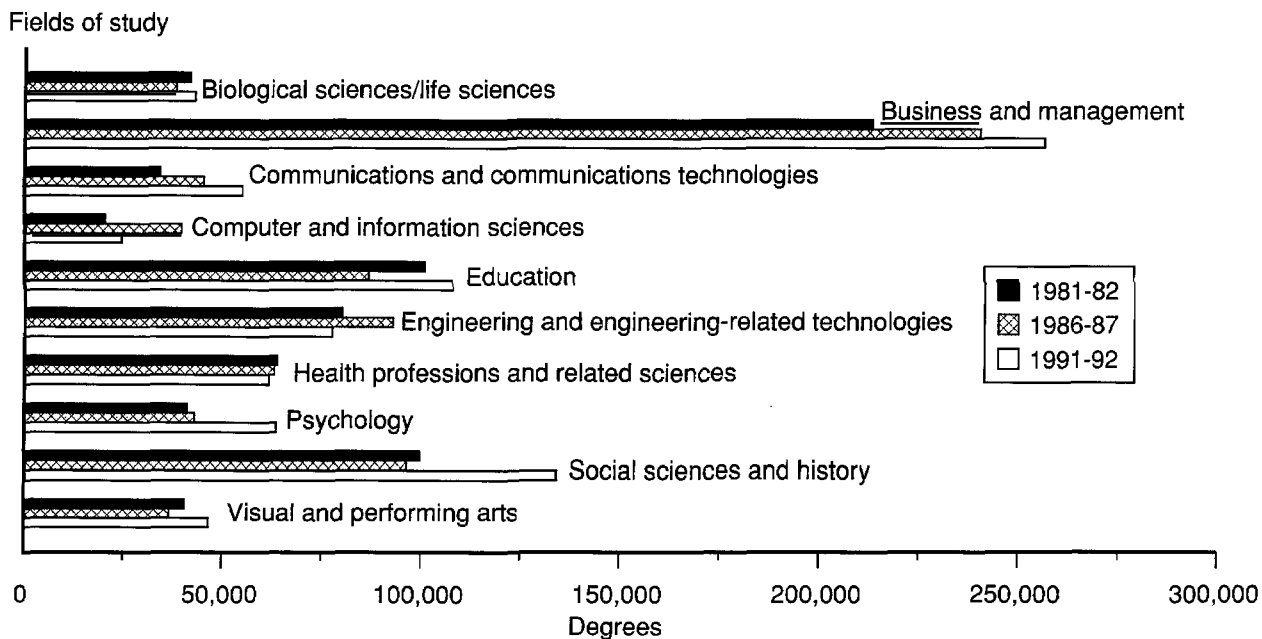 Fields of study
Biological sciences/life sciences
Business and management
Communications and communications technologies
Computer and information sciences
Education
Engineering and engineering-related technologies
Health professions and related sciences
Psychology
Social sciences and history
Visual and performing arts
1981-82
1986-87
1991-92
0 50,000 100,000 150,000 200,000 250,000 300,000
Degrees